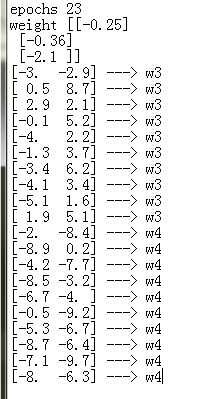 epochs 23
weight [[-0.25]
 [-0.36]
 [-2.1 ]]
[-3.  -2.9] ---> w3
[ 0.5  8.7] ---> w3
[ 2.9  2.1] ---> w3
[-0.1  5.2] ---> w3
[-4.   2.2] ---> w3
[-1.3  3.7] ---> w3
[-3.4  6.2] ---> w3
[-4.1  3.4] ---> w3
[-5.1  1.6] ---> w3
[ 1.9  5.1] ---> w3
[-2.  -8.4] ---> w4
[-8.9  0.2] ---> w4
[-4.2 -7.7] ---> w4
[-8.5 -3.2] ---> w4
[-6.7 -4. ] ---> w4
[-0.5 -9.2] ---> w4
[-5.3 -6.7] ---> w4
[-8.7 -6.4] ---> w4
[-7.1 -9.7] ---> w4
[-8.  -6.3] ---> w4